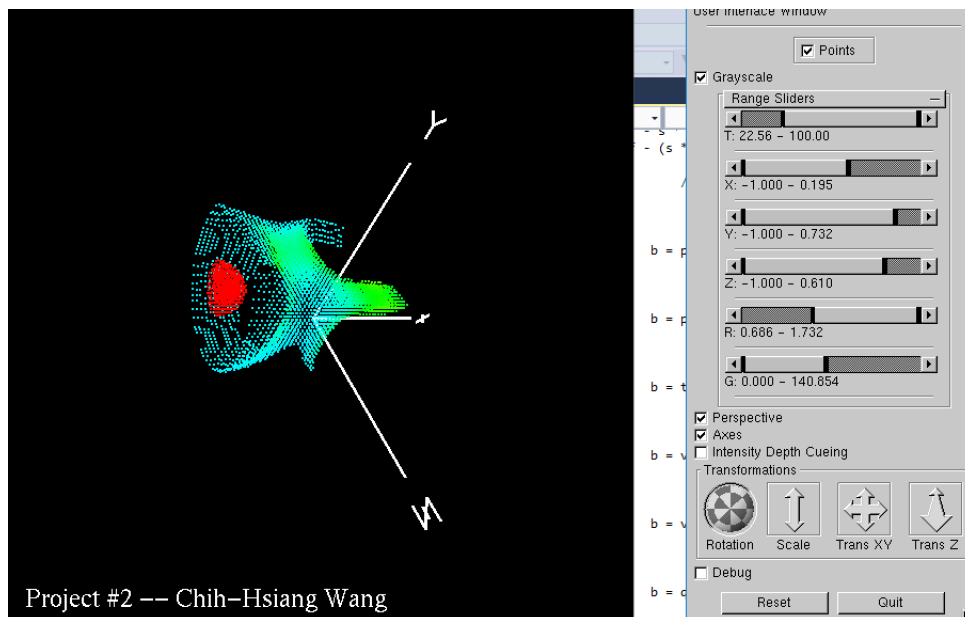 User Interface Window
Points
Grayscale
Range Sliders
T: 22.56 - 100.00
X: -1.000 - 0.195
Y: -1.000 - 0.732
Z: -1.000 - 0.610
R: 0.686 - 1.732
G: 0.000 - 140.854
Perspective
Axes
Intensity Depth Cueing
Transformations
Rotation Scale Trans XY Trans Z
Debug
Reset Quit
Y
x
Z
- (s *
b = p
b = p
b = t
b = v
b = v
b =
Project #2 -- Chih-Hsiang Wang